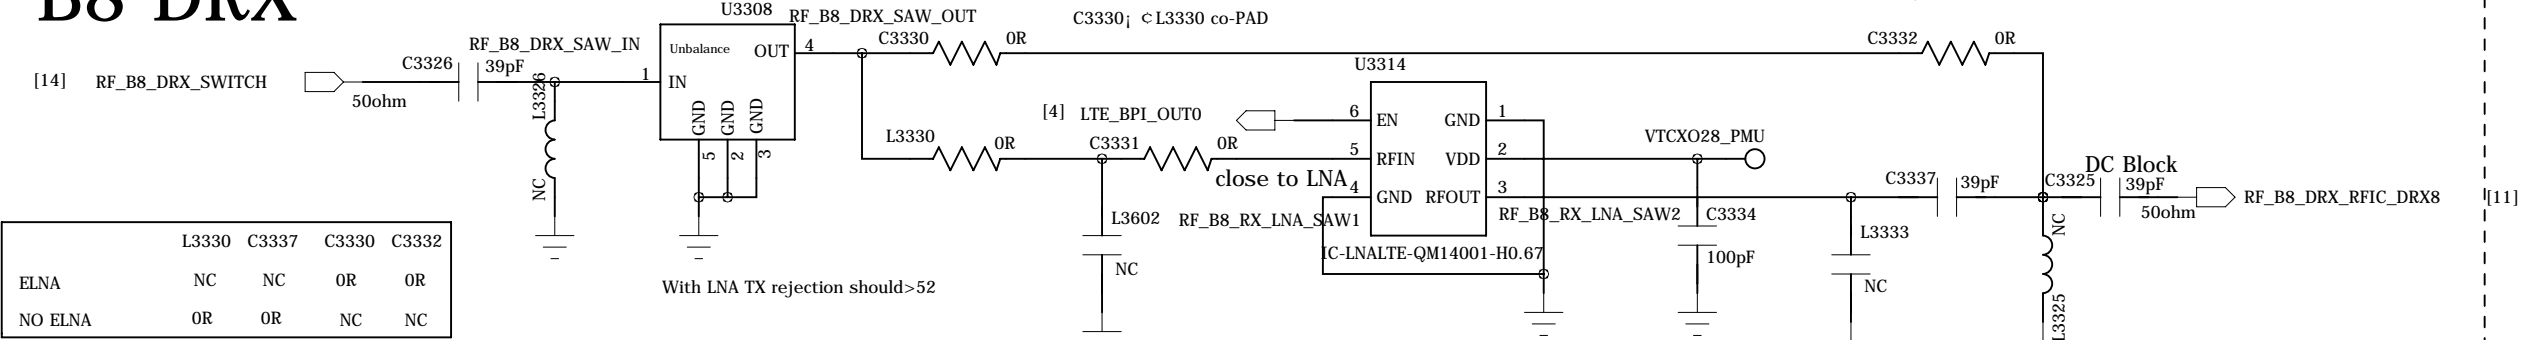 B8 DRX
U3308
RF_B8_DRX_SAW_OUT
C3330¡ ¢L3330 co-PAD
RF_B8_DRX_SAW_IN
Unbalance
OUT
4
C3330
0R
C3332
0R
C3326
39pF
[14] RF_B8_DRX_SWITCH
50ohm
L3326
NC
1
IN
GND
GND
GND
5
2
3
U3314
[4] LTE_BPI_OUT0
6
EN
GND
1
L3330
0R
C3331
0R
5
RFIN
VDD
2
VTCXO28_PMU
close to LNA
4
GND
RFOUT
3
DC Block
C3337
39pF
C3325
39pF
50ohm
RF_B8_DRX_RFIC_DRX8
[11]
L3602
NC
RF_B8_RX_LNA_SAW1
RF_B8_RX_LNA_SAW2
C3334
100pF
L3333
NC
NC
L3325
IC-LNALTE-QM14001-H0.67
With LNA TX rejection should>52
L3330 C3337 C3330 C3332
ELNA NC NC 0R 0R
NO ELNA 0R 0R NC NC